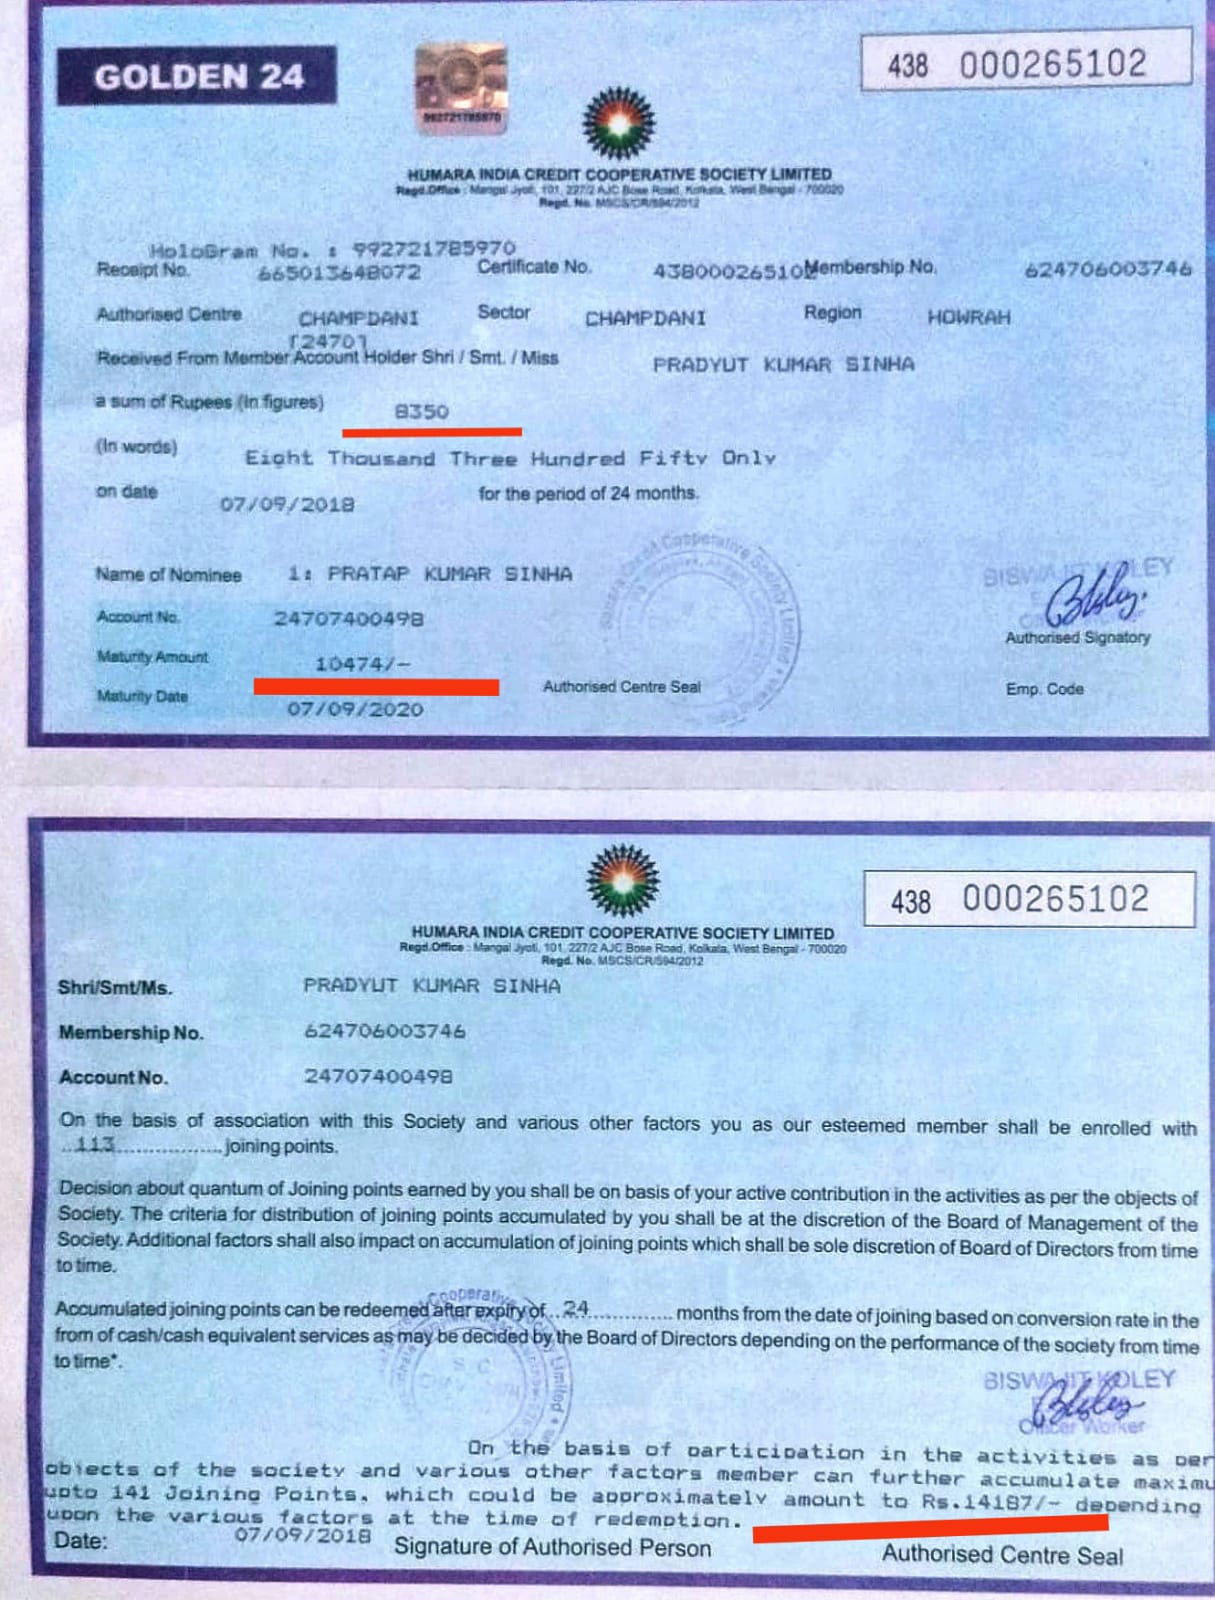 GOLDEN 24
992721785970
438 000265102
HUMARA INDIA CREDIT COOPERATIVE SOCIETY LIMITED
Regd.Office : Mangal Jyoti, 101, 227/2 AJC Bose Road, Kolkata, West Bengal - 700020
Regd. No. MSCS/CR/594/2012
HoloGram No. : 992721785970
Receipt No. 665013648072 Certificate No. 438000265102 Membership No. 624706003746
Authorised Centre CHAMPDANI Sector CHAMPDANI Region HOWRAH
[2470]
Received From Member Account Holder Shri / Smt. / Miss PRADYUT KUMAR SINHA
a sum of Rupees (In figures) 8350
(In words) Eight Thousand Three Hundred Fifty Only
on date 07/09/2018 for the period of 24 months.
Name of Nominee 1: PRATAP KUMAR SINHA
BISWAJIT KOLEY
Account No. 24707400498
Authorised Signatory
Maturity Amount 10474/-
Authorised Centre Seal Emp. Code
Maturity Date 07/09/2020
438 000265102
HUMARA INDIA CREDIT COOPERATIVE SOCIETY LIMITED
Regd.Office : Mangal Jyoti, 101, 227/2 AJC Bose Road, Kolkata, West Bengal - 700020
Regd. No. MSCS/CR/594/2012
Shri/Smt/Ms. PRADYUT KUMAR SINHA
Membership No. 624706003746
Account No. 24707400498
On the basis of association with this Society and various other factors you as our esteemed member shall be enrolled with
..113................. joining points.
Decision about quantum of Joining points earned by you shall be on basis of your active contribution in the activities as per the objects of
Society. The criteria for distribution of joining points accumulated by you shall be at the discretion of the Board of Management of the
Society. Additional factors shall also impact on accumulation of joining points which shall be sole discretion of Board of Directors from time
to time.
Accumulated joining points can be redeemed after expiry of ..24............. months from the date of joining based on conversion rate in the
from of cash/cash equivalent services as may be decided by the Board of Directors depending on the performance of the society from time
to time*.
BISWAJIT KOLEY
Officer Worker
On the basis of participation in the activities as per
objects of the society and various other factors member can further accumulate maximu
upto 141 Joining Points, which could be approximately amount to Rs.14187/- depending
upon the various factors at the time of redemption.
Date: 07/09/2018 Signature of Authorised Person Authorised Centre Seal